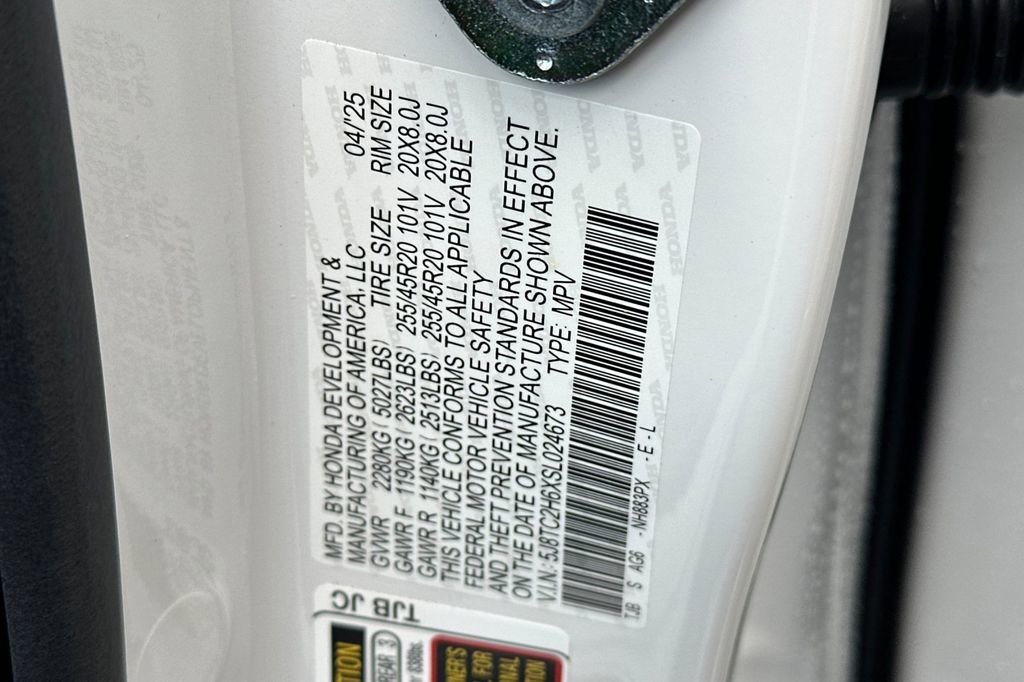 MFD. BY HONDA DEVELOPMENT &
MANUFACTURING OF AMERICA. LLC 04/'25
GVWR 2280KG( 5027LBS) TIRE SIZE RIM SIZE
GAWR F 1190KG( 2623LBS) 255/45R20 101V 20X8.0J
GAWR R 1140KG( 2513LBS) 255/45R20 101V 20X8.0J
THIS VEHICLE CONFORMS TO ALL APPLICABLE
FEDERAL MOTOR VEHICLE SAFETY
AND THEFT PREVENTION STANDARDS IN EFFECT
ON THE DATE OF MANUFACTURE SHOWN ABOVE.
V.I.N.: 5J8TC2H6XSL024673 TYPE: MPV
TJB S AG6 - NH883PX - E - L
HONDA
TJB JC
REAR 3